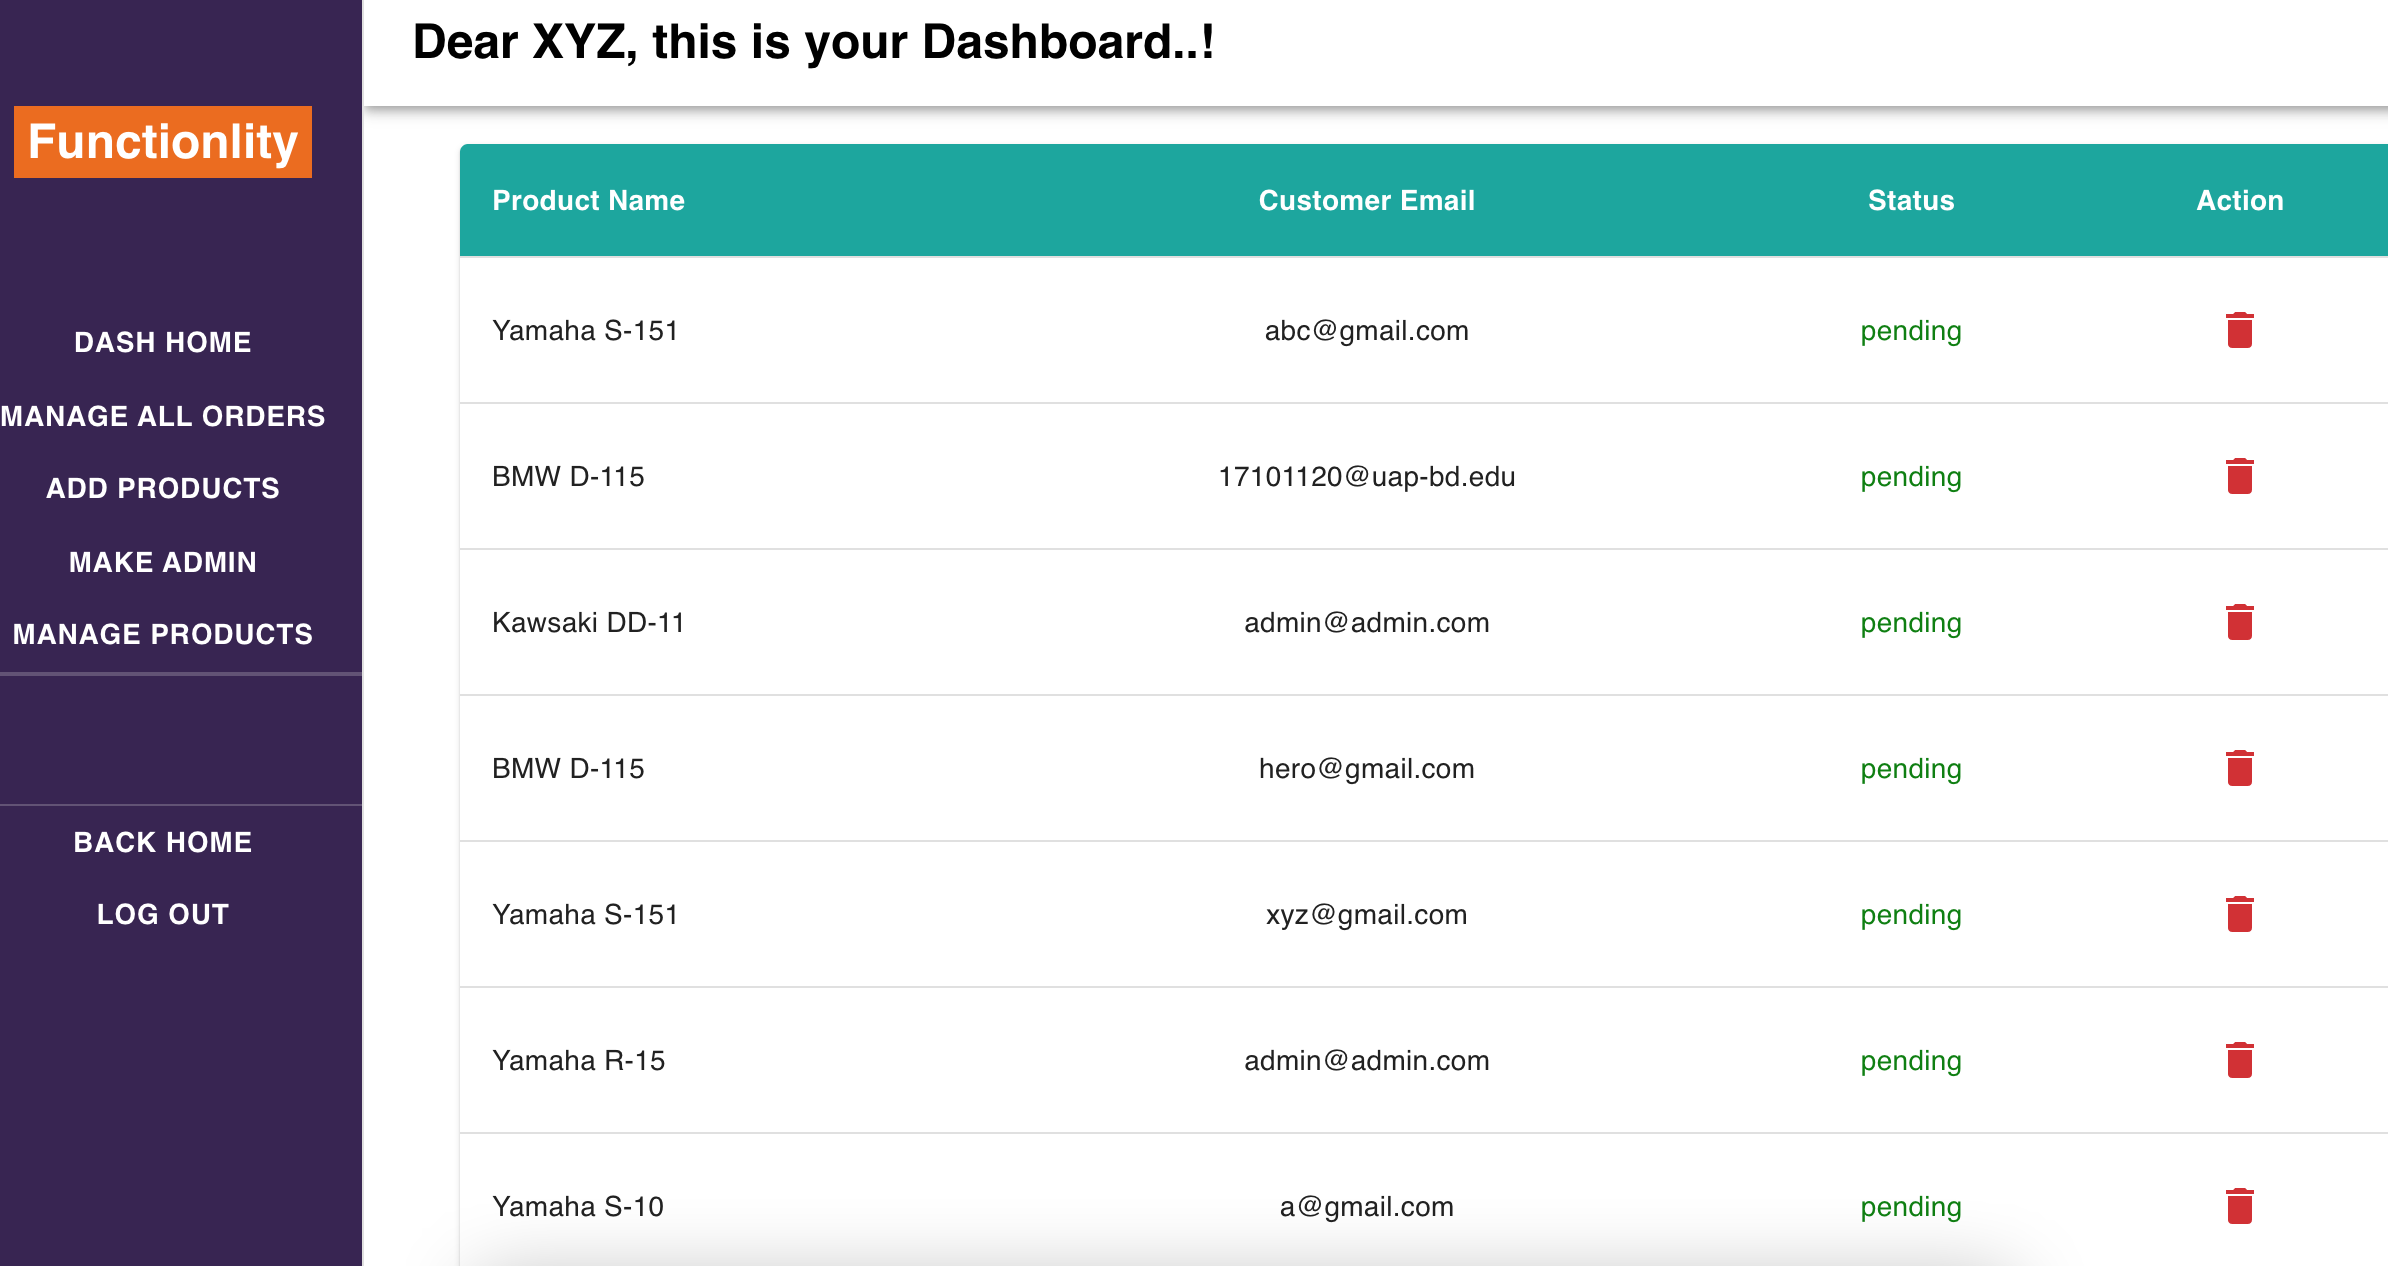 Dear XYZ, this is your Dashboard..!
Functionlity
DASH HOME
MANAGE ALL ORDERS
ADD PRODUCTS
MAKE ADMIN
MANAGE PRODUCTS
BACK HOME
LOG OUT
Product Name Customer Email Status Action
Yamaha S-151 abc@gmail.com pending
BMW D-115 17101120@uap-bd.edu pending
Kawsaki DD-11 admin@admin.com pending
BMW D-115 hero@gmail.com pending
Yamaha S-151 xyz@gmail.com pending
Yamaha R-15 admin@admin.com pending
Yamaha S-10 a@gmail.com pending